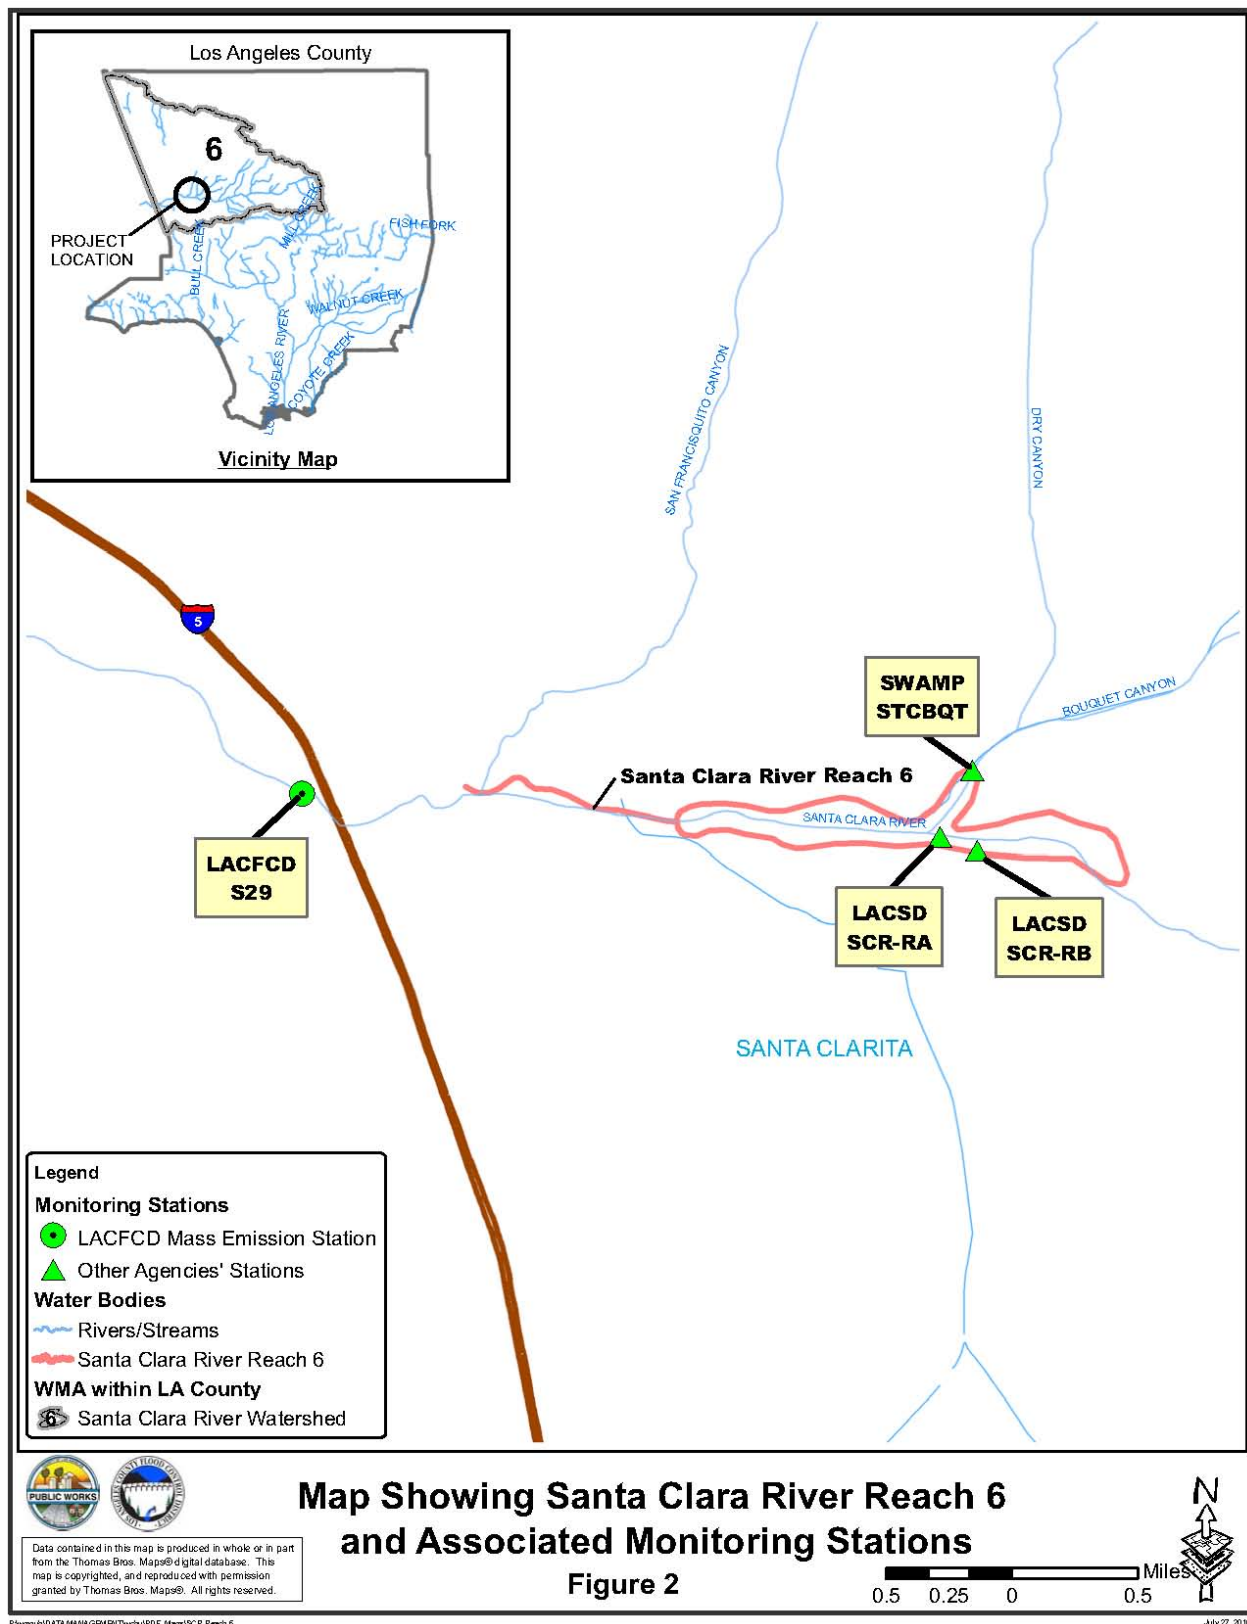 Los Angeles County
6
PROJECT
LOCATION
BULL CREEK
MILL CREEK
FISH FORK
WALNUT CREEK
LOS ANGELES RIVER
COYOTE CREEK
Vicinity Map
SAN FRANCISQUITO CANYON
DRY CANYON
5
SWAMP
STCBQT
BOUQUET CANYON
Santa Clara River Reach 6
SANTA CLARA RIVER
LACFCD
S29
LACSD
SCR-RA
LACSD
SCR-RB
SANTA CLARITA
Legend
Monitoring Stations
LACFCD Mass Emission Station
Other Agencies' Stations
Water Bodies
Rivers/Streams
Santa Clara River Reach 6
WMA within LA County
6
Santa Clara River Watershed
PUBLIC WORKS
Map Showing Santa Clara River Reach 6
and Associated Monitoring Stations
Figure 2
Data contained in this map is produced in whole or in part
from the Thomas Bros. Maps® digital database. This
map is copyrighted, and reproduced with permission
granted by Thomas Bros. Maps®. All rights reserved.
N
Miles
0.5 0.25 0 0.5